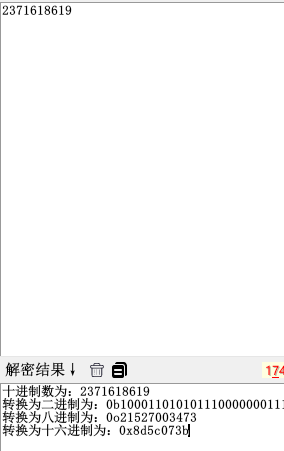 2371618619
解密结果↓
174
十进制数为：2371618619
转换为二进制为：0b100011010101110000000111
转换为八进制为：0o21527003473
转换为十六进制为：0x8d5c073b